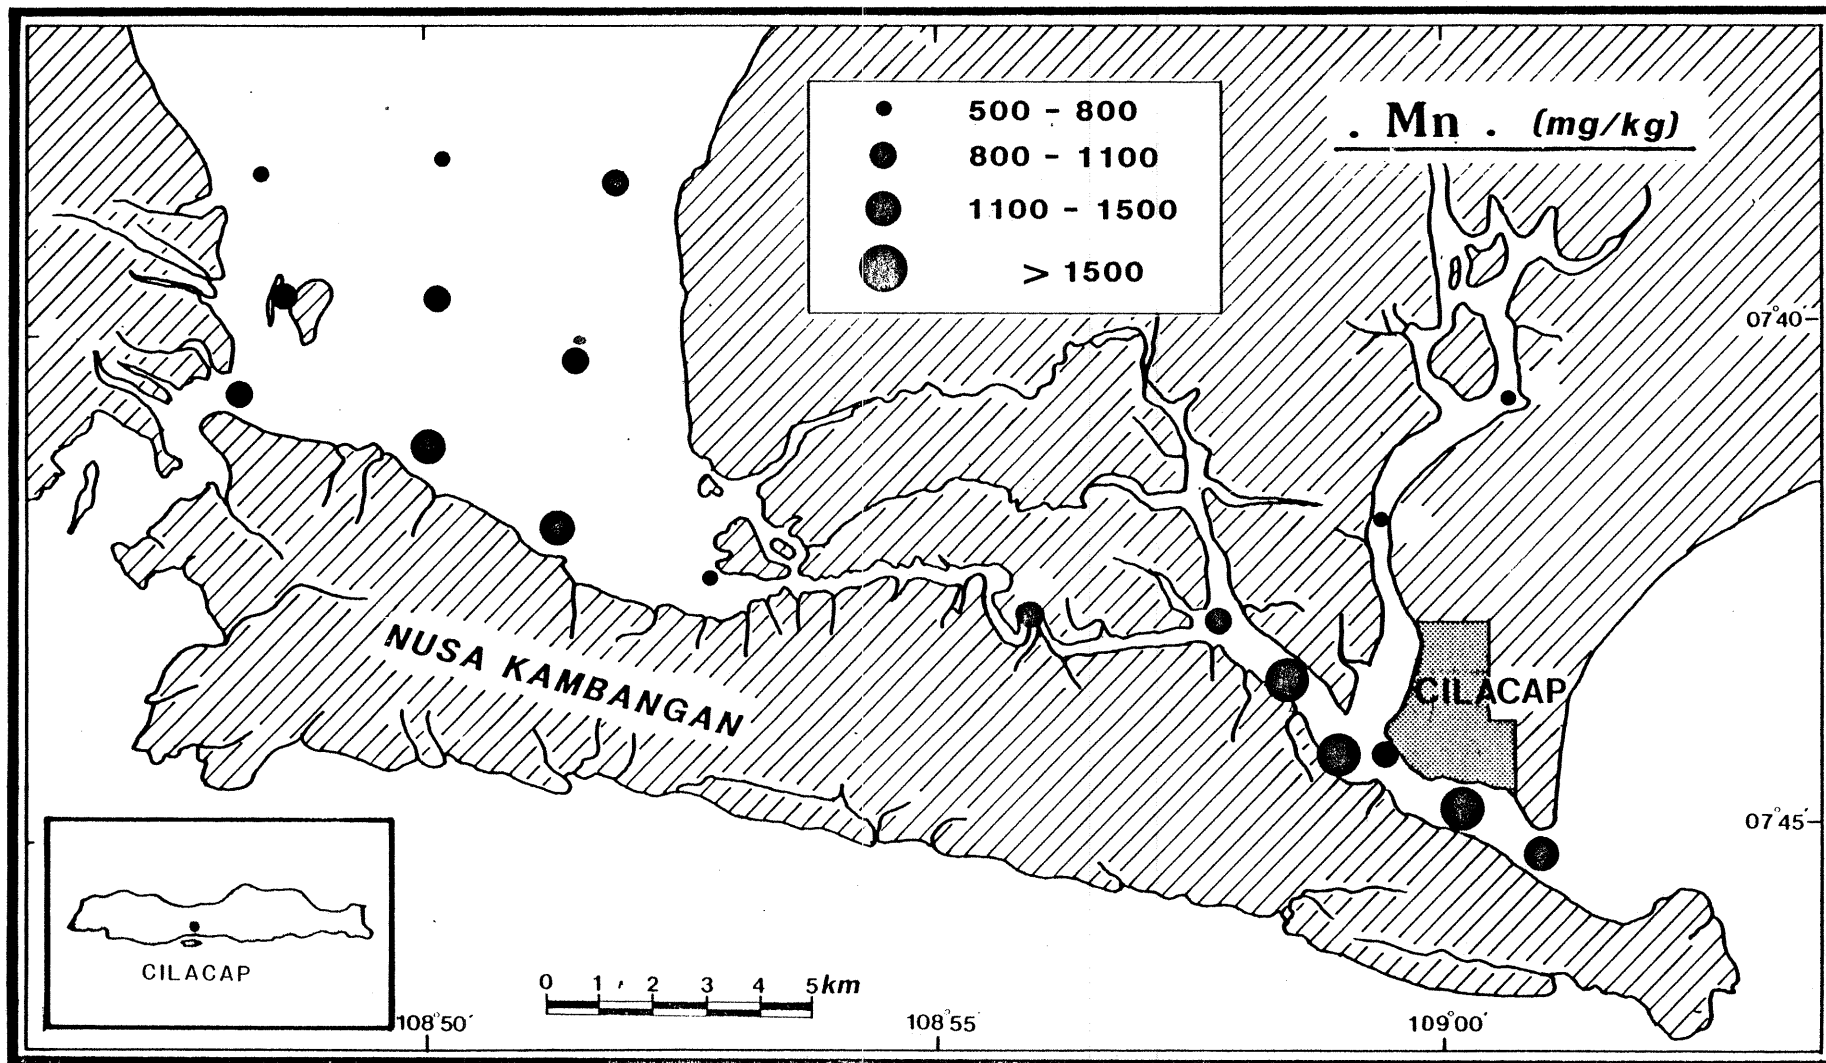 500 - 800
800 - 1100
1100 - 1500
> 1500
. Mn . (mg/kg)
07°40'
NUSA KAMBANGAN
CILACAP
07°45'
CILACAP
0 1 2 3 4 5 km
108°50' 108°55' 109°00'